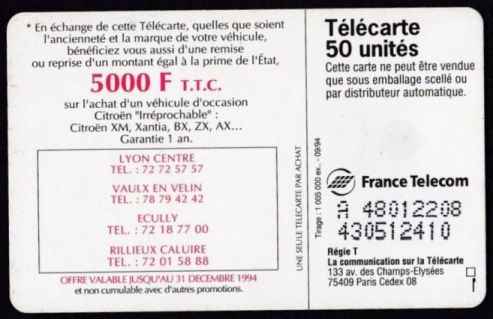 * En échange de cette Télécarte, quelles que soient
l'ancienneté et la marque de votre véhicule,
bénéficiez vous aussi d'une remise
ou reprise d'un montant égal à la prime de l'État,
5000 F T.T.C.
sur l'achat d'un véhicule d'occasion
Citroën "Irréprochable" :
Citroën XM, Xantia, BX, ZX, AX...
Garantie 1 an.
LYON CENTRE
TEL. : 72 72 57 57
VAULX EN VELIN
TEL. : 78 79 42 42
ECULLY
TEL. : 72 18 77 00
RILLIEUX CALUIRE
TEL. : 72 01 58 88
OFFRE VALABLE JUSQU'AU 31 DECEMBRE 1994
et non cumulable avec d'autres promotions.
UNE SEULE TELECARTE PAR ACHAT
Tirage : 1 005 000 ex. - 09/94
Télécarte
50 unités
Cette carte ne peut être vendue
que sous emballage scellé ou
par distributeur automatique.
France Telecom
A 48012208
430512410
Régie T
La communication sur la Télécarte
133 av. des Champs-Elysées
75409 Paris Cedex 08